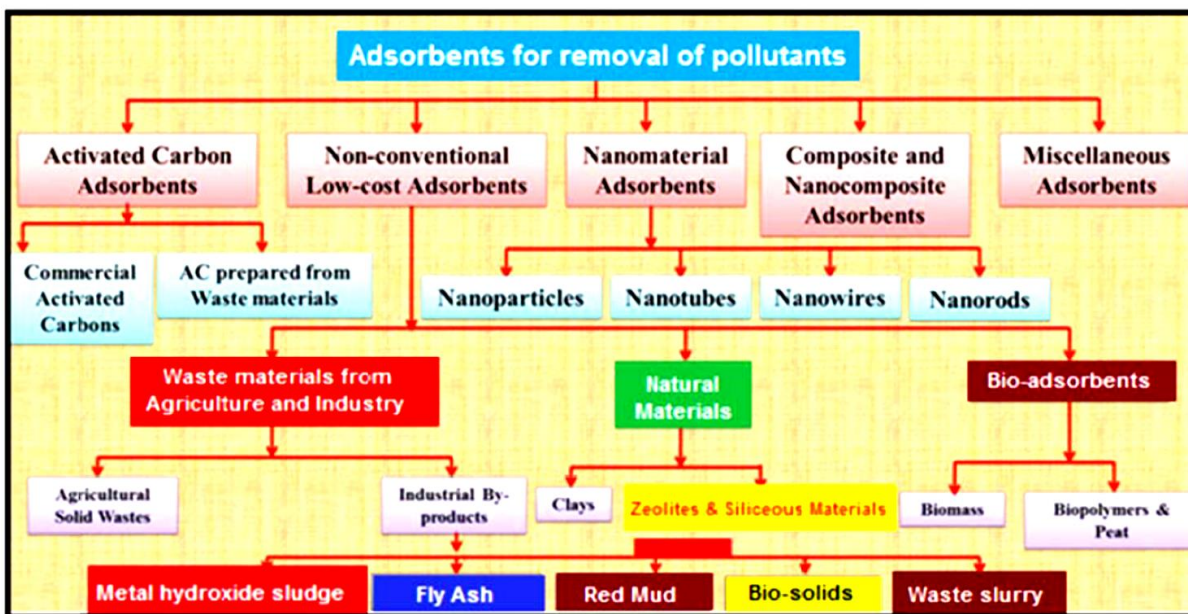 Adsorbents for removal of pollutants
Activated Carbon
Adsorbents
Non-conventional
Low-cost Adsorbents
Nanomaterial
Adsorbents
Composite and
Nanocomposite
Adsorbents
Miscellaneous
Adsorbents
Commercial
Activated
Carbons
AC prepared from
Waste materials
Nanoparticles
Nanotubes
Nanowires
Nanorods
Waste materials from
Agriculture and Industry
Natural
Materials
Bio-adsorbents
Agricultural
Solid Wastes
Industrial By-
products
Clays
Zeolites & Siliceous Materials
Biomass
Biopolymers &
Peat
Metal hydroxide sludge
Fly Ash
Red Mud
Bio-solids
Waste slurry